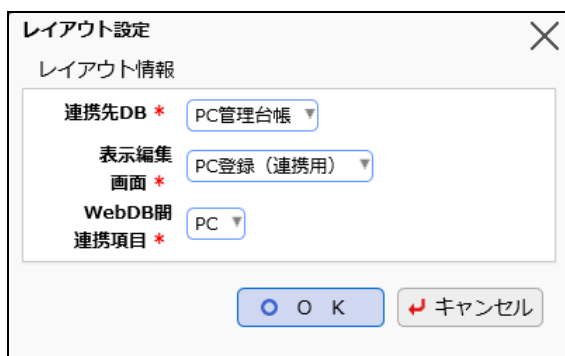 レイアウト設定
レイアウト情報
連携先DB * PC管理台帳
表示編集
画面 * PC登録（連携用）
WebDB間
連携項目 * PC
O K キャンセル